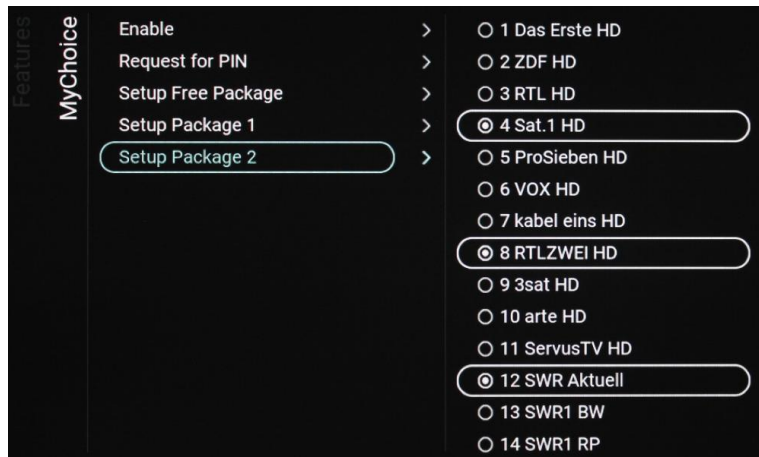 Features
MyChoice
Enable
Request for PIN
Setup Free Package
Setup Package 1
Setup Package 2
1 Das Erste HD
2 ZDF HD
3 RTL HD
4 Sat.1 HD
5 ProSieben HD
6 VOX HD
7 kabel eins HD
8 RTLZWEI HD
9 3sat HD
10 arte HD
11 ServusTV HD
12 SWR Aktuell
13 SWR1 BW
14 SWR1 RP